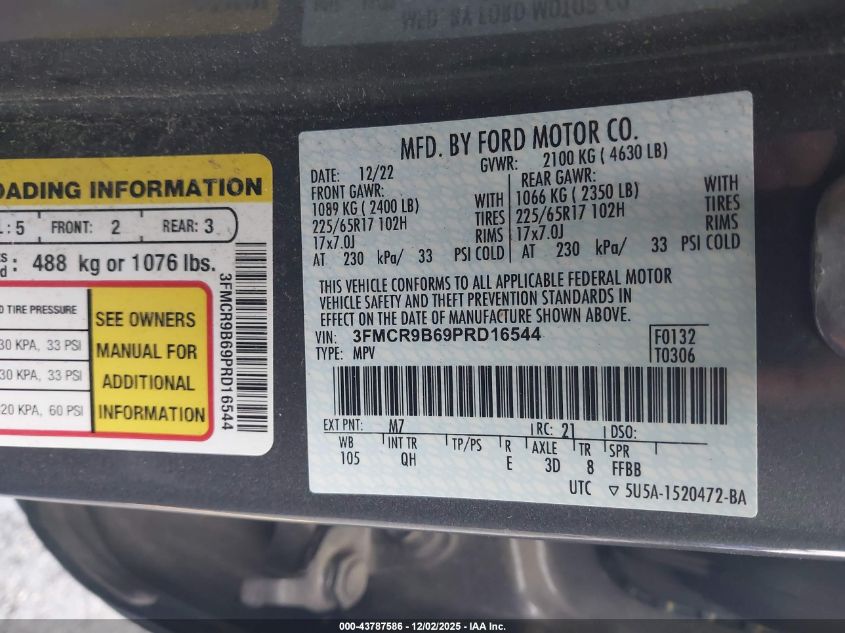 MFD. BY FORD MOTOR CO.
OADING INFORMATION
: 5 FRONT: 2 REAR: 3
: 488 kg or 1076 lbs.
TIRE PRESSURE
30 KPA, 33 PSI
30 KPA, 33 PSI
20 KPA, 60 PSI
SEE OWNERS
MANUAL FOR
ADDITIONAL
INFORMATION
3FMCR9B69PRD16544
MFD. BY FORD MOTOR CO.
DATE: 12/22 GVWR: 2100 KG ( 4630 LB)
FRONT GAWR: REAR GAWR:
1089 KG (2400 LB) WITH 1066 KG (2350 LB) WITH
225/65R17 102H TIRES 225/65R17 102H TIRES
17x7.0J RIMS 17x7.0J RIMS
AT 230 kPa/ 33 PSI COLD AT 230 kPa/ 33 PSI COLD
THIS VEHICLE CONFORMS TO ALL APPLICABLE FEDERAL MOTOR
VEHICLE SAFETY AND THEFT PREVENTION STANDARDS IN
EFFECT ON THE DATE OF MANUFACTURE SHOWN ABOVE.
VIN: 3FMCR9B69PRD16544 F0132
TYPE: MPV T0306
EXT PNT: M7 RC: 21 DSO:
WB INT TR TP/PS R AXLE TR SPR
105 QH E 3D 8 FFBB
UTC ▽ 5U5A-1520472-BA
000-43787586 - 12/02/2025 - IAA, Inc.